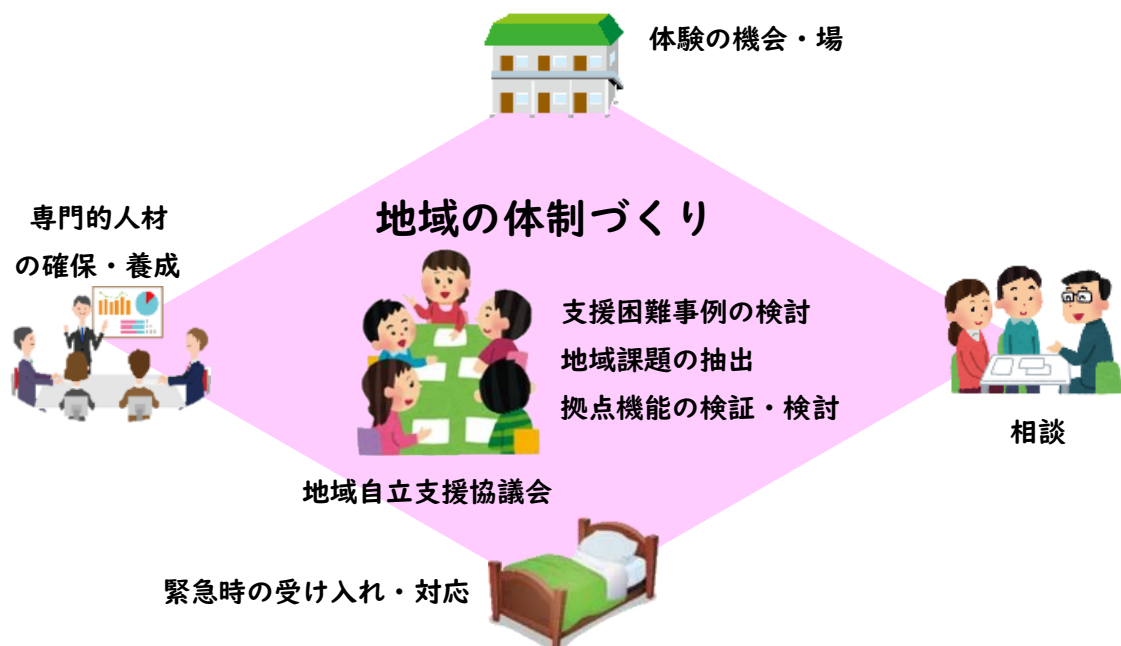 体験の機会・場
専門的人材
の確保・養成
地域の体制づくり
支援困難事例の検討
地域課題の抽出
拠点機能の検証・検討
相談
地域自立支援協議会
緊急時の受け入れ・対応